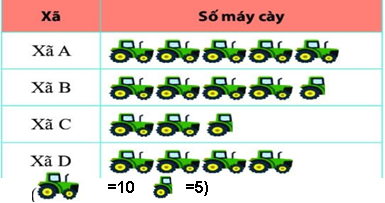 Xã Số máy cày
Xã A
Xã B
Xã C
Xã D
( =10 =5)